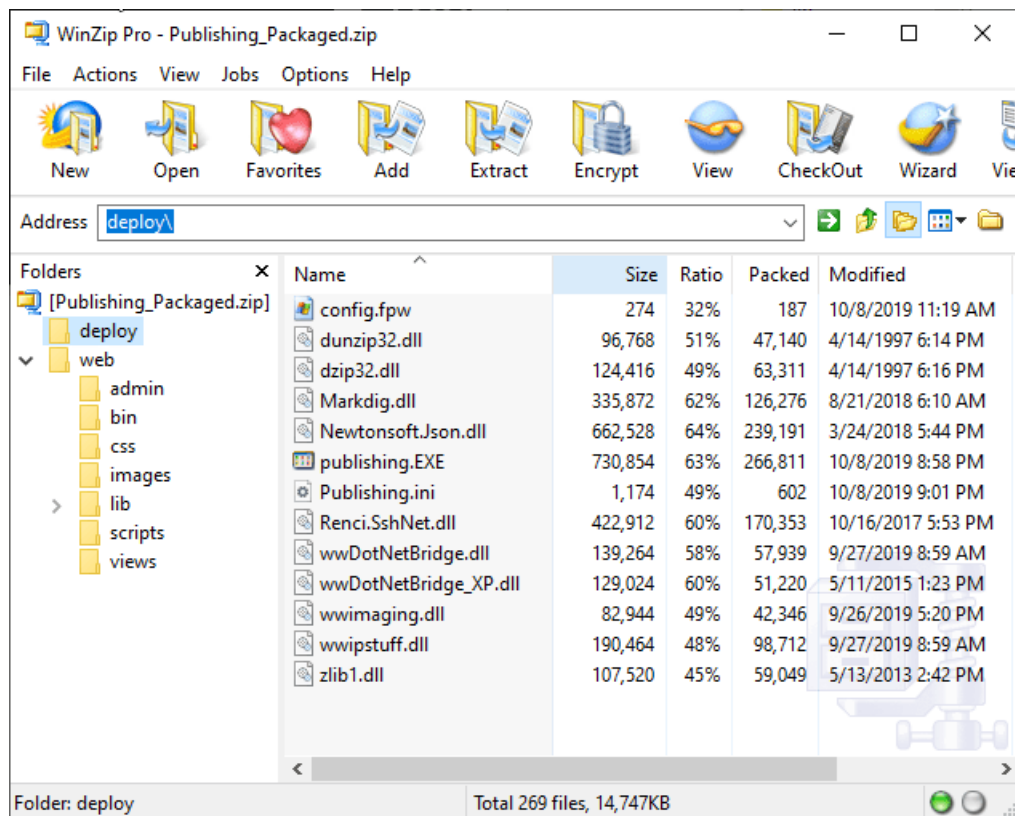 WinZip Pro - Publishing_Packaged.zip
File Actions View Jobs Options Help
New Open Favorites Add Extract Encrypt View CheckOut Wizard
Address deploy\
Folders
[Publishing_Packaged.zip]
deploy
web
admin
bin
css
images
lib
scripts
views
Name Size Ratio Packed Modified
config.fpw 274 32% 187 10/8/2019 11:19 AM
dunzip32.dll 96,768 51% 47,140 4/14/1997 6:14 PM
dzip32.dll 124,416 49% 63,311 4/14/1997 6:16 PM
Markdig.dll 335,872 62% 126,276 8/21/2018 6:10 AM
Newtonsoft.Json.dll 662,528 64% 239,191 3/24/2018 5:44 PM
publishing.EXE 730,854 63% 266,811 10/8/2019 8:58 PM
Publishing.ini 1,174 49% 602 10/8/2019 9:01 PM
Renci.SshNet.dll 422,912 60% 170,353 10/16/2017 5:53 PM
wwDotNetBridge.dll 139,264 58% 57,939 9/27/2019 8:59 AM
wwDotNetBridge_XP.dll 129,024 60% 51,220 5/11/2015 1:23 PM
wwimaging.dll 82,944 49% 42,346 9/26/2019 5:20 PM
wwipstuff.dll 190,464 48% 98,712 9/27/2019 8:59 AM
zlib1.dll 107,520 45% 59,049 5/13/2013 2:42 PM
Folder: deploy
Total 269 files, 14,747KB